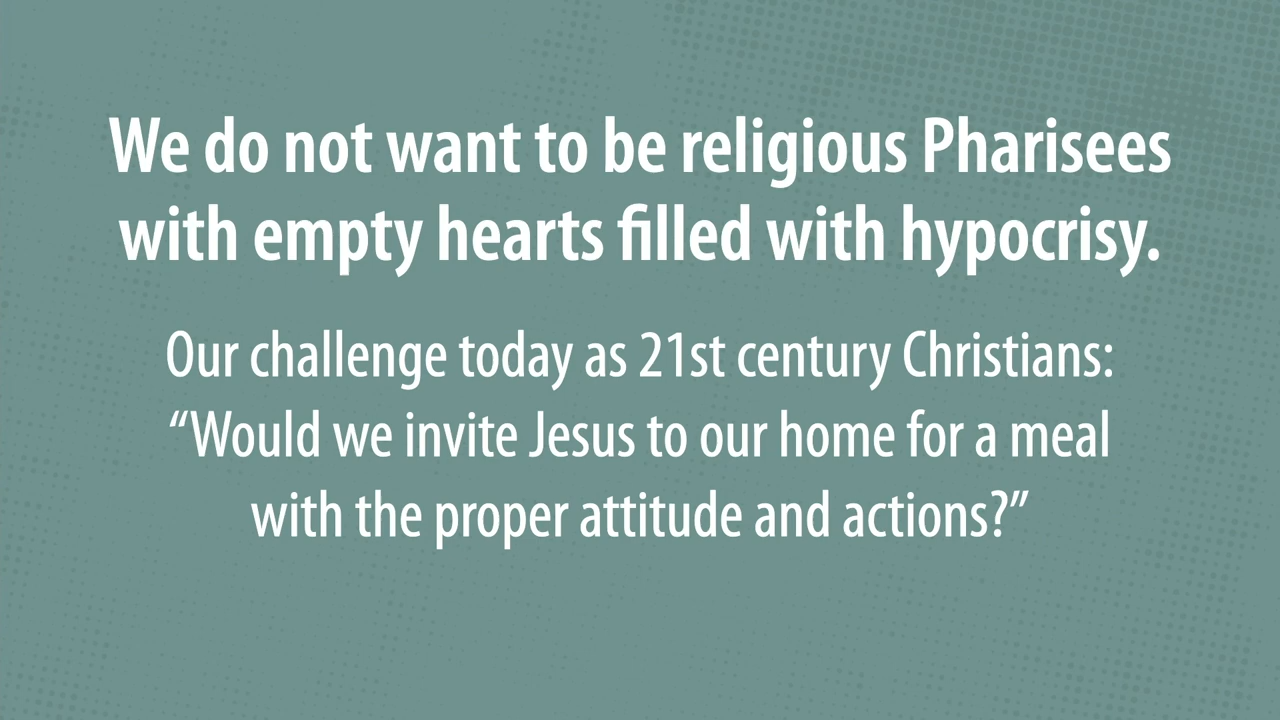 We do not want to be religious Pharisees
with empty hearts filled with hypocrisy.
Our challenge today as 21st century Christians:
“Would we invite Jesus to our home for a meal
with the proper attitude and actions?”